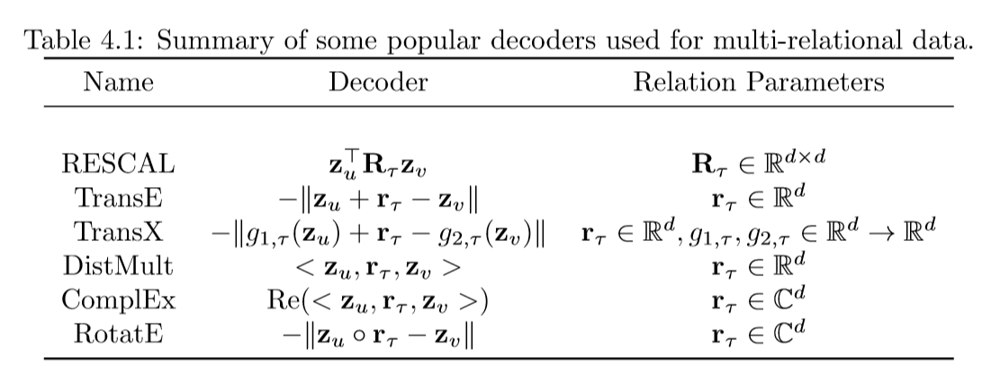 Table 4.1: Summary of some popular decoders used for multi-relational data.
Name Decoder Relation Parameters
RESCAL $\mathbf{z}_u^\top \mathbf{R}_\tau \mathbf{z}_v$ $\mathbf{R}_\tau \in \mathbb{R}^{d \times d}$
TransE $-\|\mathbf{z}_u + \mathbf{r}_\tau - \mathbf{z}_v\|$ $\mathbf{r}_\tau \in \mathbb{R}^d$
TransX $-\|g_{1,\tau}(\mathbf{z}_u) + \mathbf{r}_\tau - g_{2,\tau}(\mathbf{z}_v)\|$ $\mathbf{r}_\tau \in \mathbb{R}^d, g_{1,\tau}, g_{2,\tau} \in \mathbb{R}^d \to \mathbb{R}^d$
DistMult $< \mathbf{z}_u, \mathbf{r}_\tau, \mathbf{z}_v >$ $\mathbf{r}_\tau \in \mathbb{R}^d$
ComplEx $\mathrm{Re}(< \mathbf{z}_u, \mathbf{r}_\tau, \mathbf{z}_v >)$ $\mathbf{r}_\tau \in \mathbb{C}^d$
RotatE $-\|\mathbf{z}_u \circ \mathbf{r}_\tau - \mathbf{z}_v\|$ $\mathbf{r}_\tau \in \mathbb{C}^d$